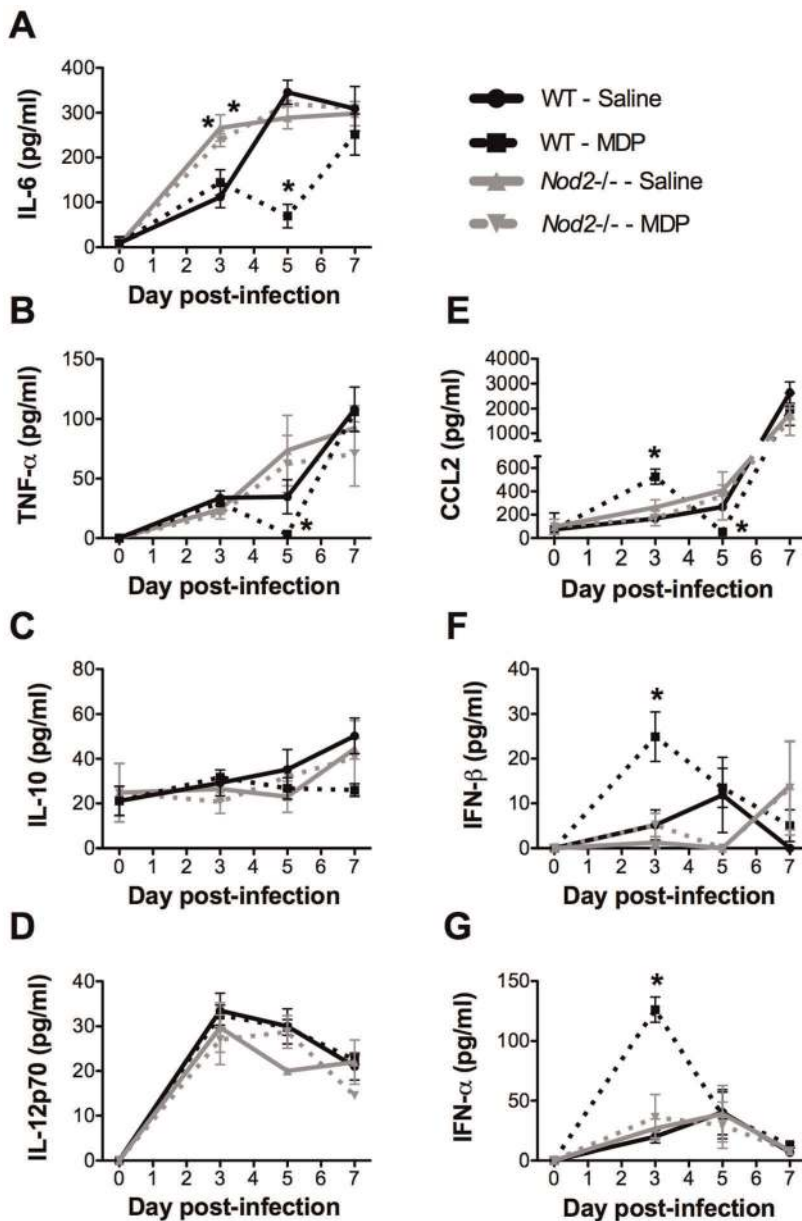 A
400
300
200
100
0
IL-6 (pg/ml)
* *
*
0 1 2 3 4 5 6 7
Day post-infection
WT - Saline
WT - MDP
Nod2-/- - Saline
Nod2-/- - MDP
B
150
100
50
0
TNF-α (pg/ml)
*
0 1 2 3 4 5 6 7
Day post-infection
C
80
60
40
20
0
IL-10 (pg/ml)
0 1 2 3 4 5 6 7
Day post-infection
D
40
30
20
10
0
IL-12p70 (pg/ml)
0 1 2 3 4 5 6 7
Day post-infection
E
4000
3000
2000
1000
600
400
200
0
CCL2 (pg/ml)
*
*
0 1 2 3 4 5 6 7
Day post-infection
F
40
30
20
10
0
IFN-β (pg/ml)
*
0 1 2 3 4 5 6 7
Day post-infection
G
150
100
50
0
IFN-α (pg/ml)
*
0 1 2 3 4 5 6 7
Day post-infection